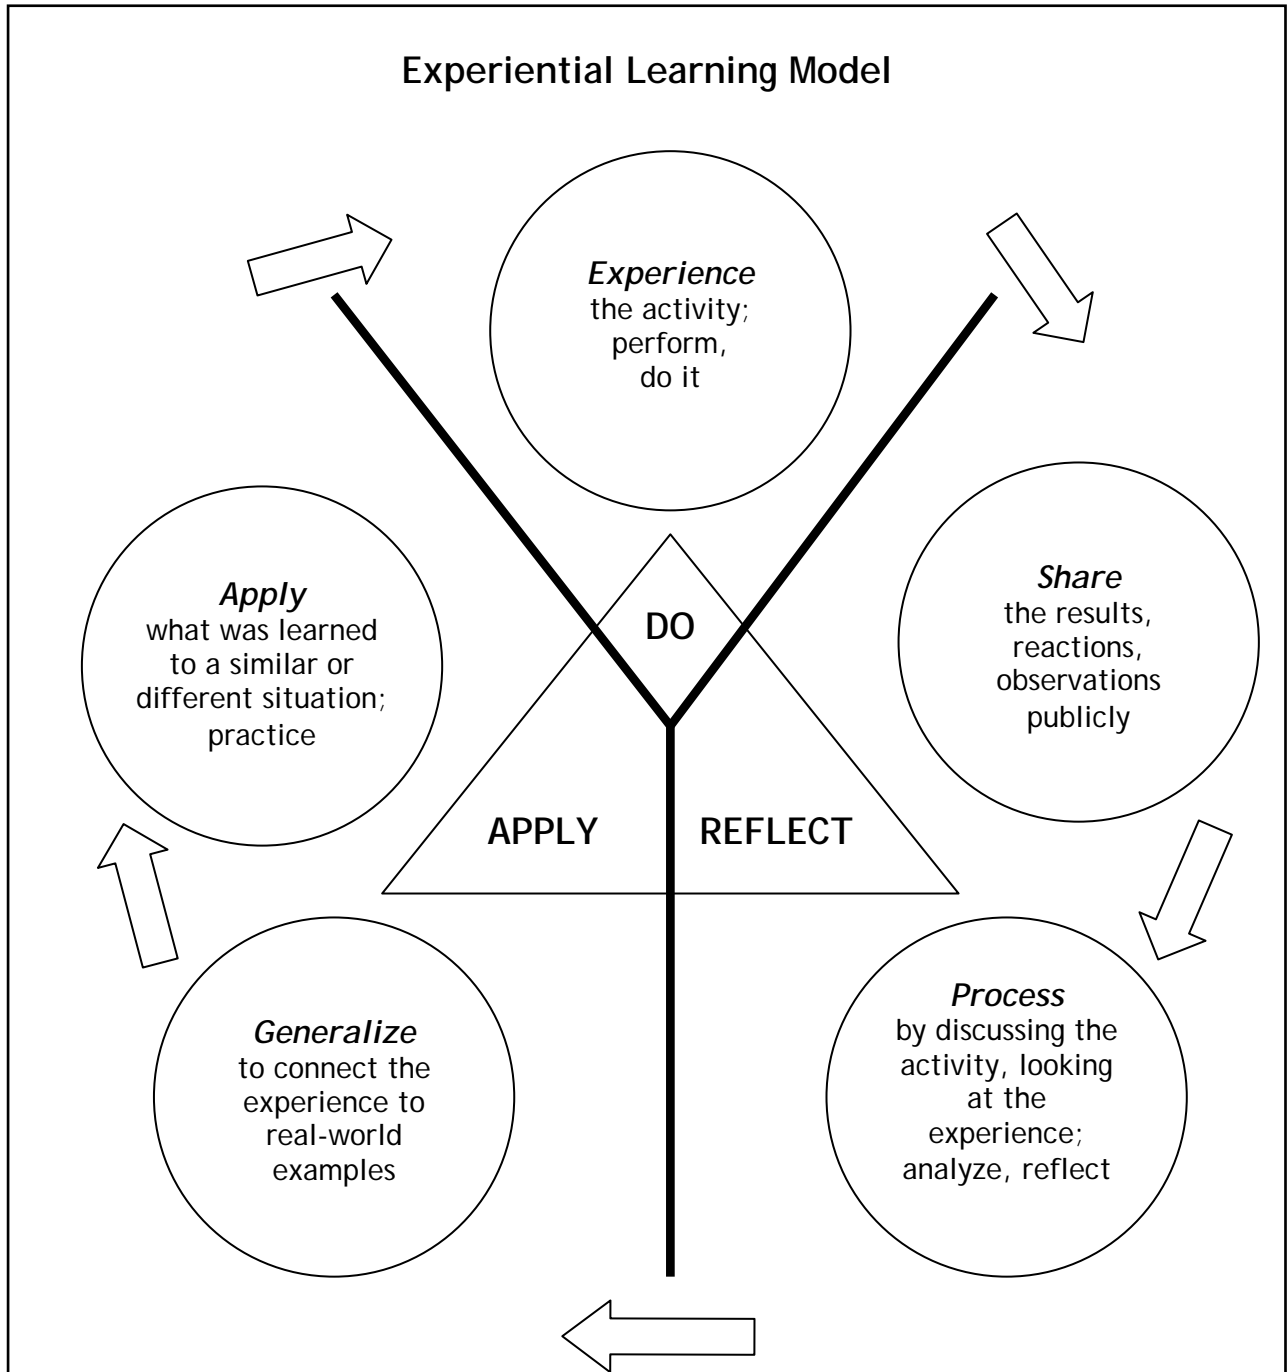 Experiential Learning Model
Experience
the activity;
perform,
do it
Share
the results,
reactions,
observations
publicly
Process
by discussing the
activity, looking
at the
experience;
analyze, reflect
Generalize
to connect the
experience to
real-world
examples
Apply
what was learned
to a similar or
different situation;
practice
DO
APPLY
REFLECT